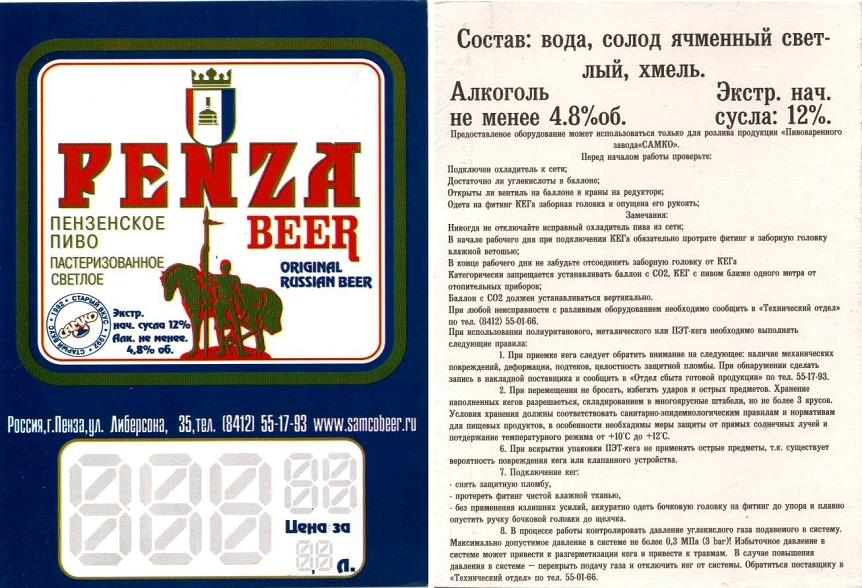 PENZA
BEER
ПЕНЗЕНСКОЕ
ПИВО
ПАСТЕРИЗОВАННОЕ
СВЕТЛОЕ
ORIGINAL
RUSSIAN BEER
СТАРЫЙ ВКУС • 1992 • СТАРЫЙ ВКУС • 1992
САМКО
Экстр.
нач. сусла 12%
Алк. не менее.
4,8% об.
Россия,г.Пенза,ул. Либерсона, 35,тел. (8412) 55-17-93 www.samcobeer.ru
Цена за
Л.
Состав: вода, солод ячменный свет-
лый, хмель.
Алкоголь Экстр. нач.
не менее 4.8%об. сусла: 12%.
Предоставленое оборудование может использоваться только для розлива продукции «Пивоваренного
завода«САМКО».
Перед началом работы проверьте:
Подключен охладитель к сети;
Достаточно ли углекислоты в баллоне;
Открыты ли вентиль на баллоне и краны на редукторе;
Одета на фитинг КЕГа заборная головка и опущена его рукоять;
Замечания:
Никогда не отключайте исправный охладитель пива из сети;
В начале рабочего дня при подключении КЕГа обязательно протрите фитинг и заборную головку
влажной ветошью;
В конце рабочего дня не забудьте отсоединить заборную головку от КЕГа
Категорически запрещается устанавливать баллон с СО2, КЕГ с пивом ближе одного метра от
отопительных приборов;
Баллон с СО2 должен устанавливаться вертикально.
При любой неисправности с разливным оборудованием необходимо сообщить в «Технический отдел»
по тел. (8412) 55-01-66.
При использовании полиуританового, металического или ПЭТ-кега необходимо выполнять
следующие правила:
1. При приемке кега следует обратить внимание на следующее: наличие механических
повреждений, деформации, подтеков, целостность защитной пломбы. При обнаружении сделать
запись в накладной поставщика и сообщить в «Отдел сбыта готовой продукции» по тел. 55-17-93.
2. При перемещении не бросать, избегать ударов и острых предметов. Хранение
наполненных кегов разрешается, складированием в многоярусные штабели, но не более 3 ярусов.
Условия хранения должны соответствовать санитарно-эпидемиологическим правилам и нормативам
для пищевых продуктов, в особенности необходимы меры защиты от прямых солнечных лучей и
потдержание температурного режима от +10˚С до +12˚С.
6. При вскрытии упаковки ПЭТ-кега не применять острые предметы, т.к. существует
вероятность повреждения кега или клапанного устройства.
7. Подключение кег:
- снять защитную пломбу,
- протереть фитинг чистой влажной тканью,
- без применения излишних усилий, аккуратно одеть бочковую головку на фитинг до упора и плавно
опустить ручку бочковой головки до щелчка.
8. В процессе работы контролировать давление углекислого газа подаваемого в систему.
Максимально допустимое давление в системе не более 0,3 МПа (3 bar)! Избыточное давление в
системе может привести к разгерметизации кега и привести к травмам. В случае повышения
давления в системе – перекрыть подачу газа и отключить кег от системы. Обратиться поставщику в
«Технический отдел» по тел. 55-01-66.